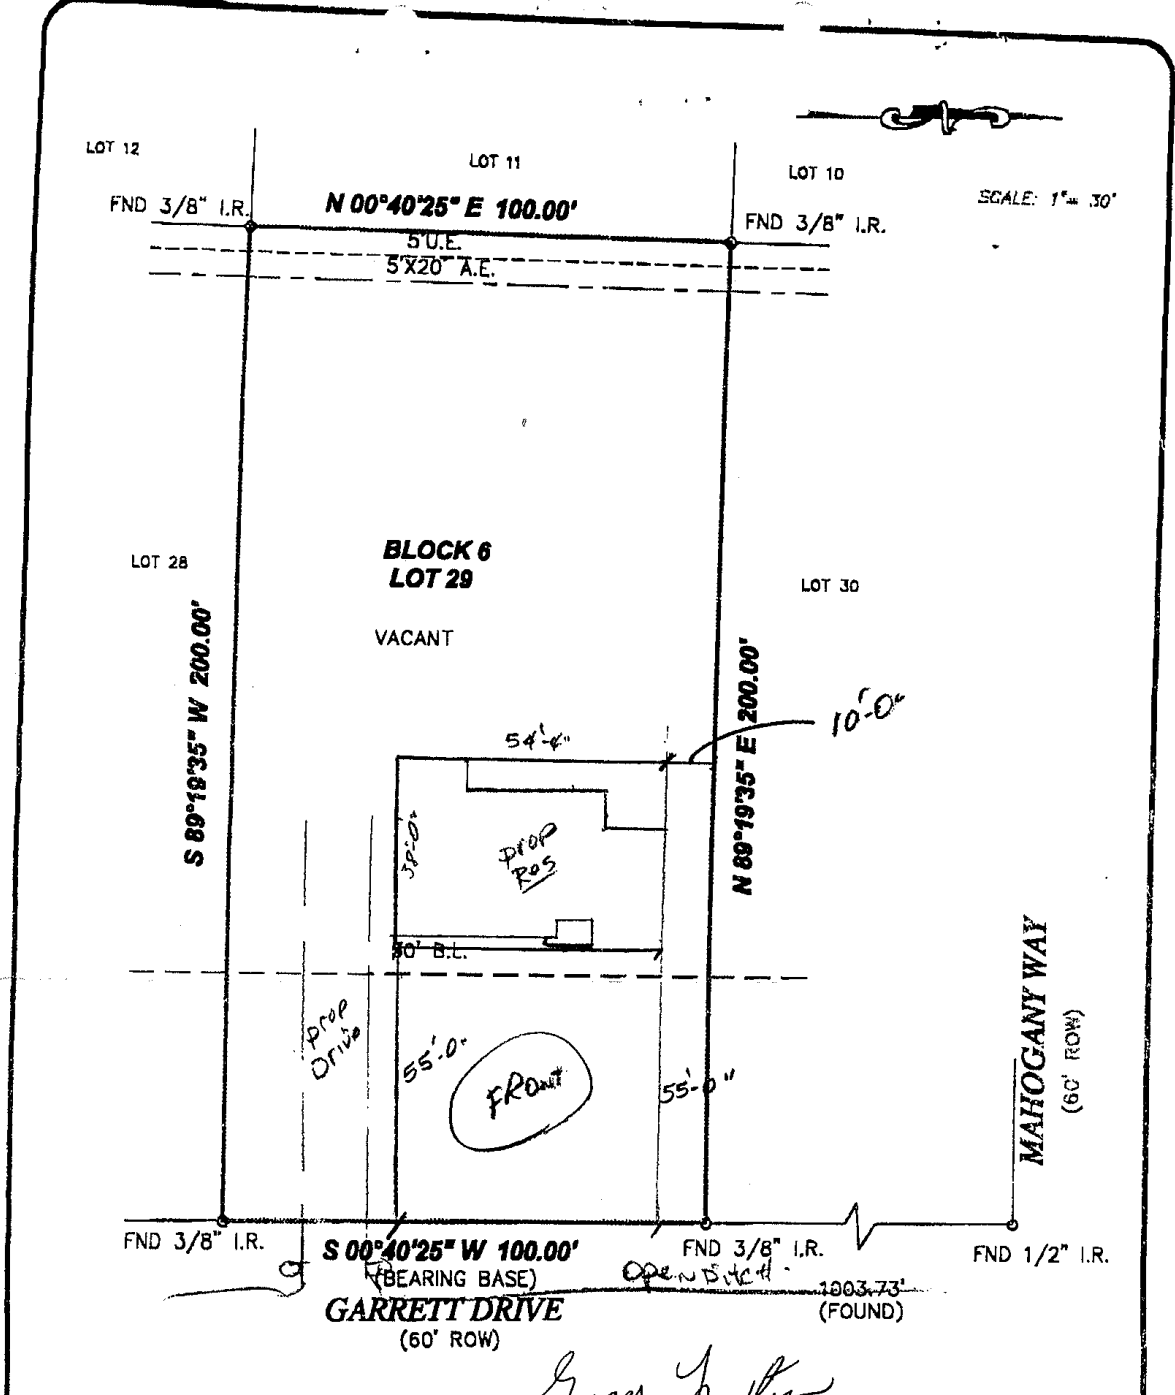 LOT 12
LOT 11
LOT 10
SCALE: 1"= 30'
FND 3/8" I.R.
N 00°40'25" E 100.00'
FND 3/8" I.R.
5'U.E.
5'X20' A.E.
LOT 28
BLOCK 6
LOT 29
VACANT
LOT 30
S 89°19'35" W 200.00'
N 89°19'35" E 200.00'
10'-0"
54'-4"
38'-0"
prop
Res
30' B.L.
prop
Drive
55'-0"
FRONT
55'-0"
MAHOGANY WAY
(60' ROW)
FND 3/8" I.R.
S 00°40'25" W 100.00'
(BEARING BASE)
FND 3/8" I.R.
FND 1/2" I.R.
Open Ditch
1003.73'
(FOUND)
GARRETT DRIVE
(60' ROW)